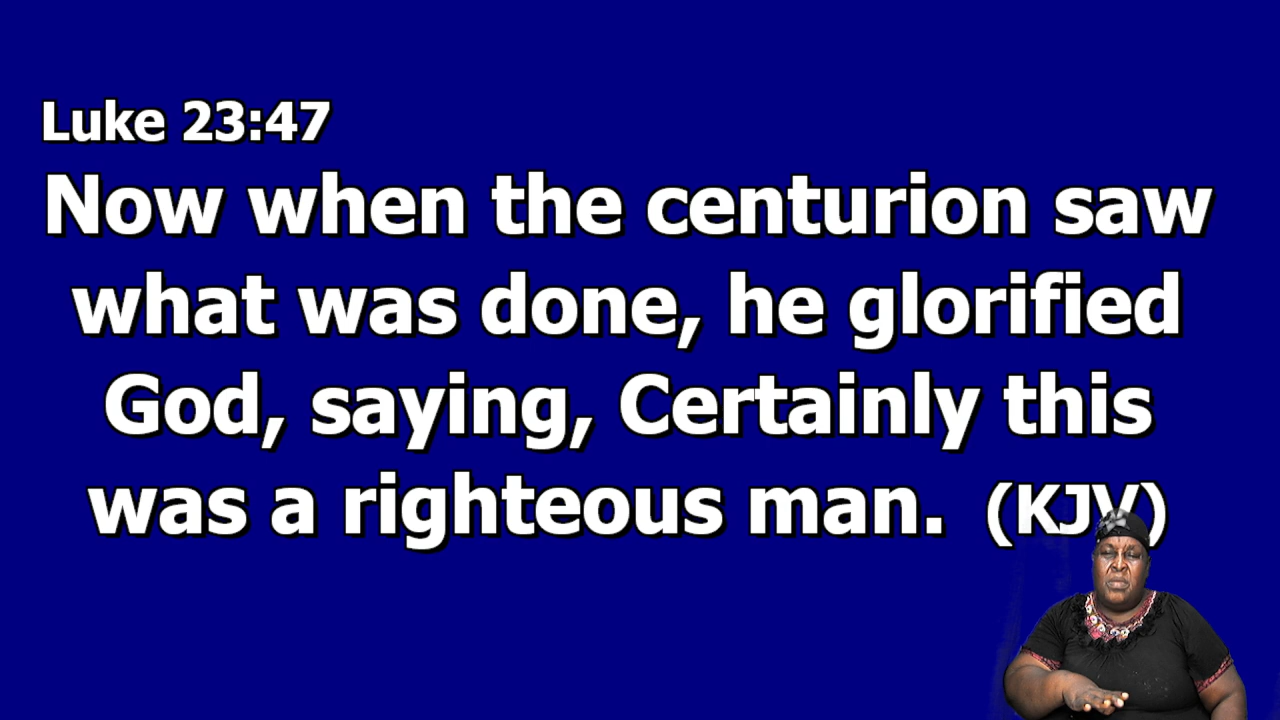 Luke 23:47
Now when the centurion saw
what was done, he glorified
God, saying, Certainly this
was a righteous man. (KJV)